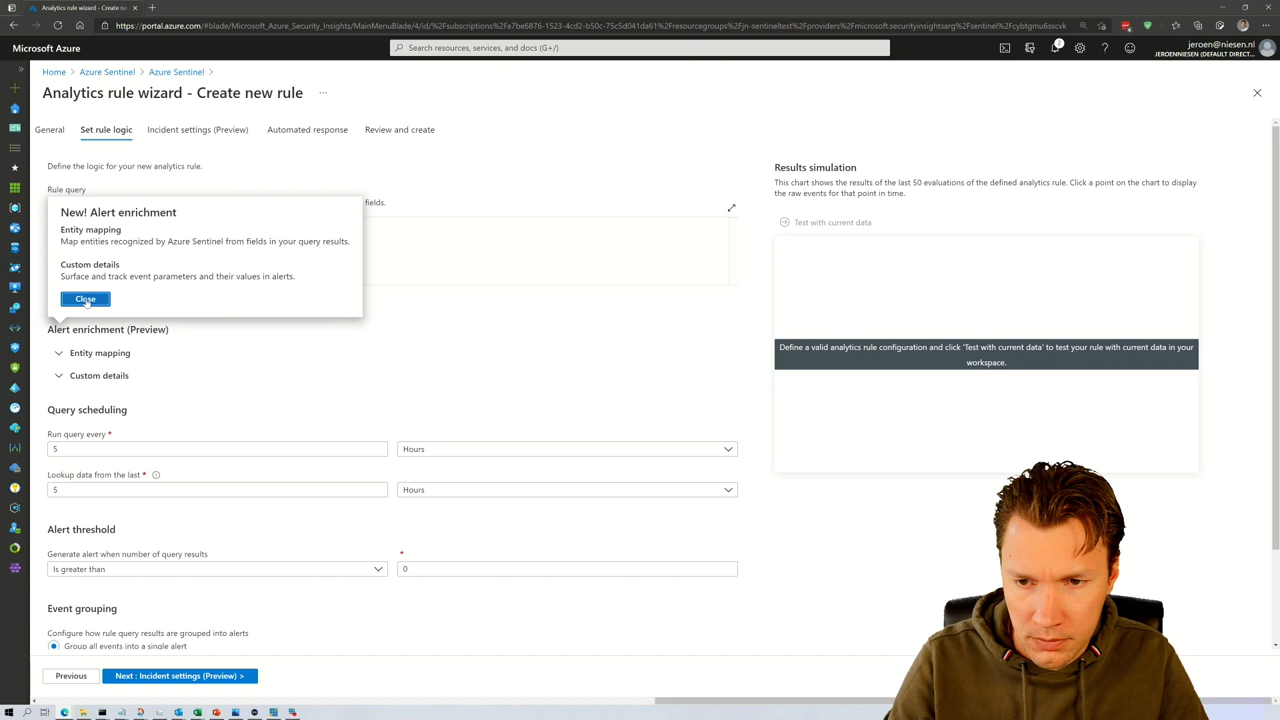 Analytics rule wizard - Create ne
https://portal.azure.com/#blade/Microsoft_Azure_Security_Insights/MainMenuBlade/4/id/%2Fsubscriptions%2Fa7be6876-1523-4cd2-b50c-75c5d041da61%2Fresourcegroups%2Fjn-sentineltest%2Fproviders%2Fmicrosoft.securityinsightsarg%2Fsentinel%2Fcybtgmu6sxcvk
Microsoft Azure
Search resources, services, and docs (G+/)
2
jeroen@niesen.nl
JEROENNIESEN (DEFAULT DIRECT...
Home > Azure Sentinel > Azure Sentinel >
Analytics rule wizard - Create new rule ...
General
Set rule logic
Incident settings (Preview)
Automated response
Review and create
Define the logic for your new analytics rule.
Rule query
fields.
New! Alert enrichment
Entity mapping
Map entities recognized by Azure Sentinel from fields in your query results.
Custom details
Surface and track event parameters and their values in alerts.
Close
Alert enrichment (Preview)
Entity mapping
Custom details
Query scheduling
Run query every *
5
Hours
Lookup data from the last *
5
Hours
Alert threshold
Generate alert when number of query results
*
Is greater than
0
Event grouping
Configure how rule query results are grouped into alerts
Group all events into a single alert
Previous
Next : Incident settings (Preview) >
Results simulation
This chart shows the results of the last 50 evaluations of the defined analytics rule. Click a point on the chart to display
the raw events for that point in time.
Test with current data
Define a valid analytics rule configuration and click 'Test with current data' to test your rule with current data in your
workspace.